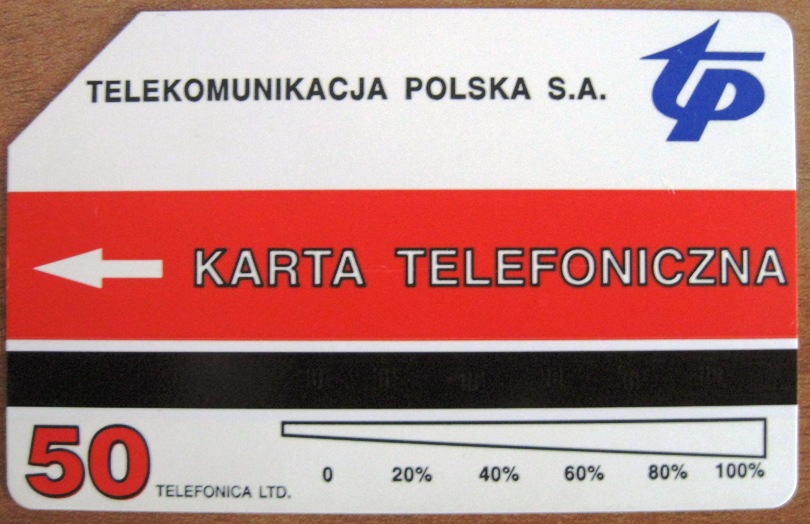 TELEKOMUNIKACJA POLSKA S.A.
tp
KARTA TELEFONICZNA
50
TELEFONICA LTD.
0 20% 40% 60% 80% 100%